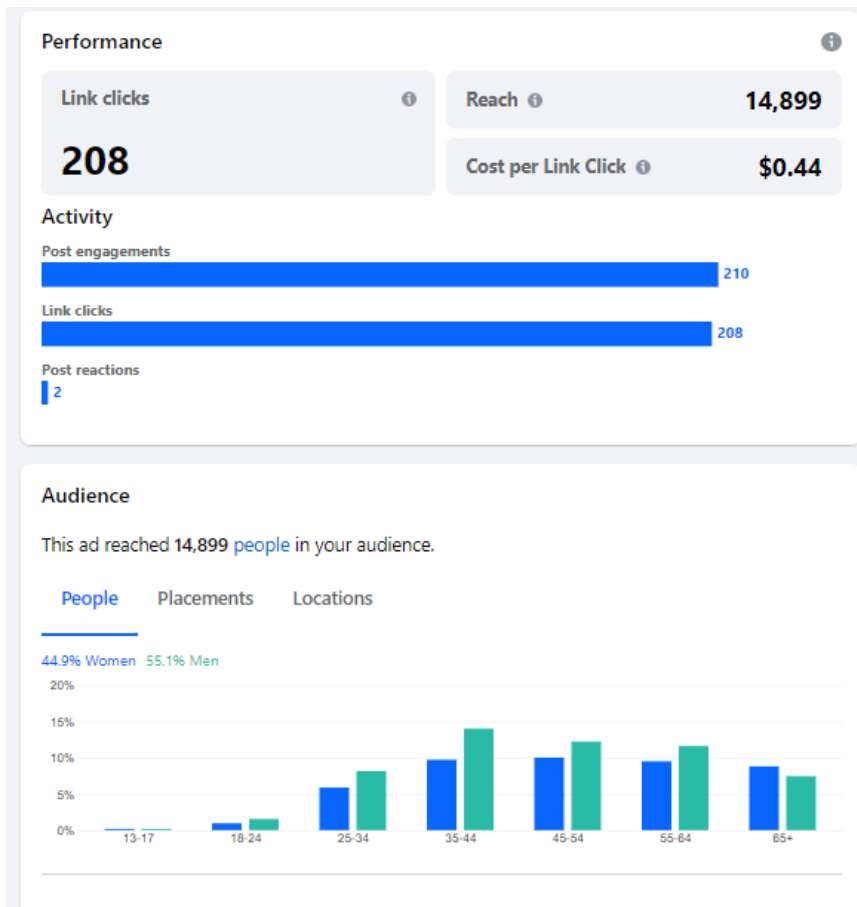 Performance
Link clicks
208
Reach
14,899
Cost per Link Click
$0.44
Activity
Post engagements
210
Link clicks
208
Post reactions
2
Audience
This ad reached 14,899 people in your audience.
People Placements Locations
44.9% Women 55.1% Men
20%
15%
10%
5%
0%
13-17 18-24 25-34 35-44 45-54 55-64 65+